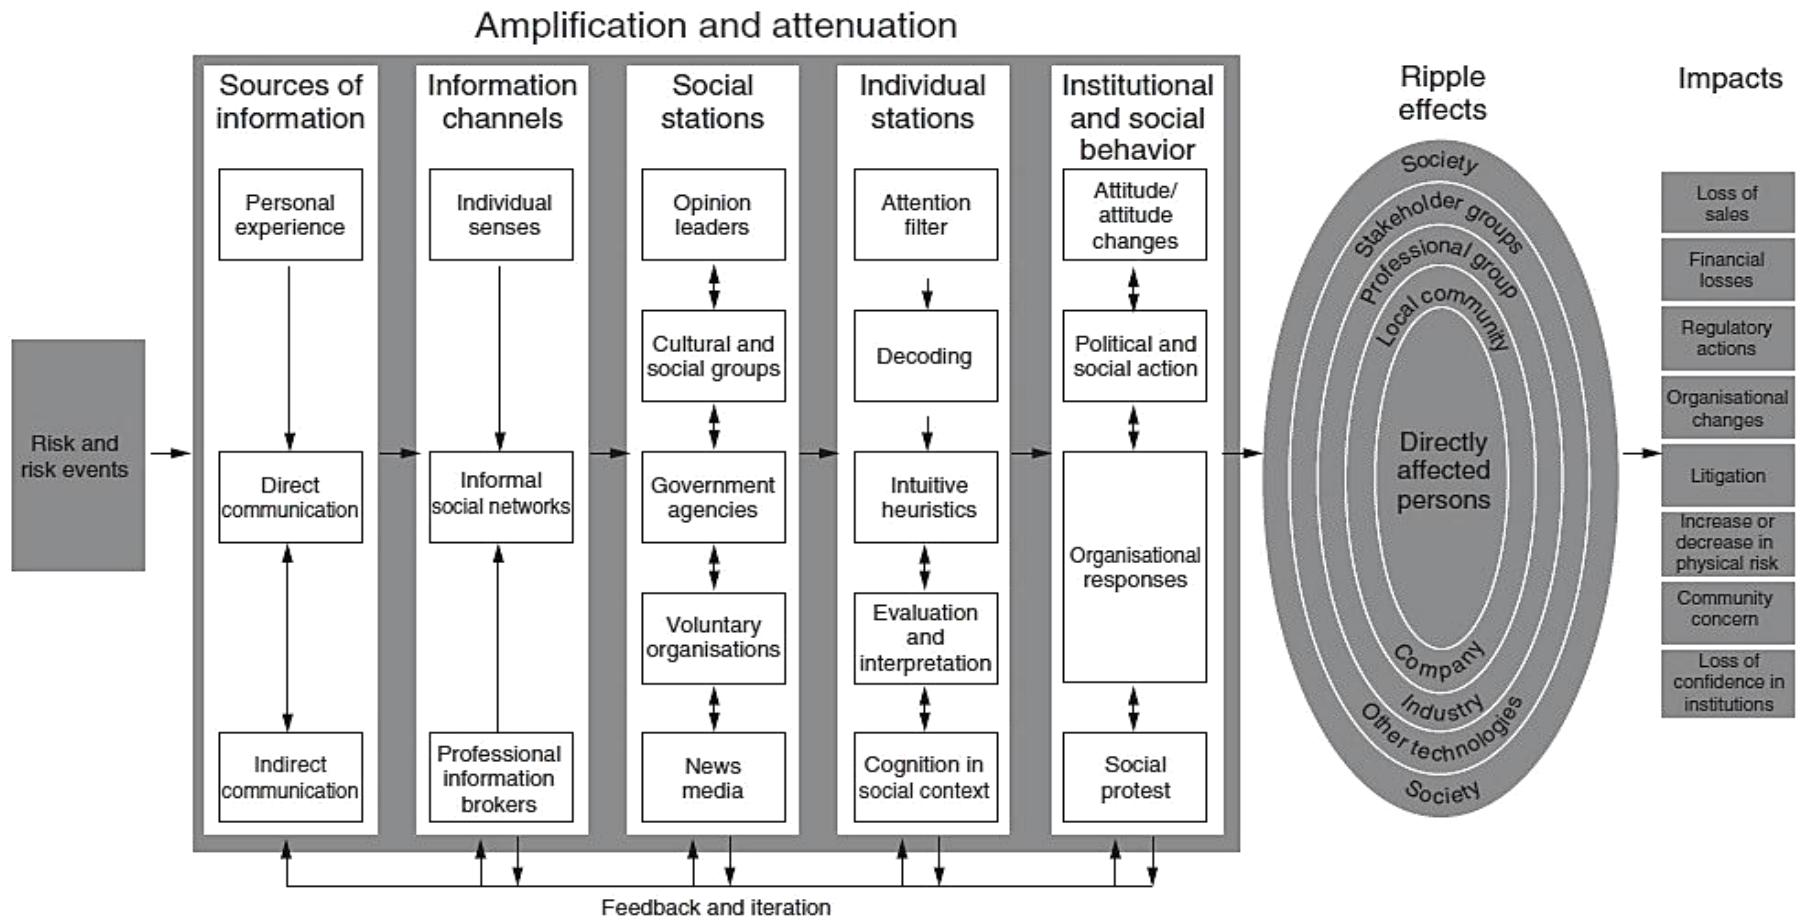 Amplification and attenuation
Risk and
risk events
Sources of
information
Personal
experience
Direct
communication
Indirect
communication
Information
channels
Individual
senses
Informal
social networks
Professional
information
brokers
Social
stations
Opinion
leaders
Cultural and
social groups
Government
agencies
Voluntary
organisations
News
media
Individual
stations
Attention
filter
Decoding
Intuitive
heuristics
Evaluation
and
interpretation
Cognition in
social context
Institutional
and social
behavior
Attitude/
attitude
changes
Political and
social action
Organisational
responses
Social
protest
Feedback and iteration
Ripple
effects
Society
Stakeholder groups
Professional group
Local community
Directly
affected
persons
Company
Industry
Other technologies
Society
Impacts
Loss of
sales
Financial
losses
Regulatory
actions
Organisational
changes
Litigation
Increase or
decrease in
physical risk
Community
concern
Loss of
confidence in
institutions